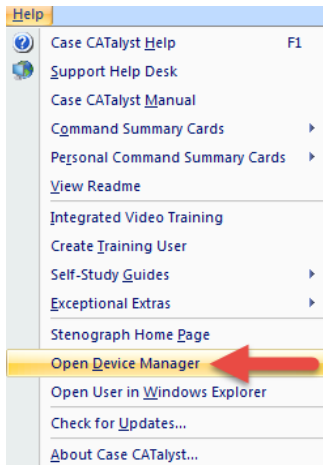 Help
Case CATalyst Help F1
Support Help Desk
Case CATalyst Manual
Command Summary Cards
Personal Command Summary Cards
View Readme
Integrated Video Training
Create Training User
Self-Study Guides
Exceptional Extras
Stenograph Home Page
Open Device Manager
Open User in Windows Explorer
Check for Updates...
About Case CATalyst...